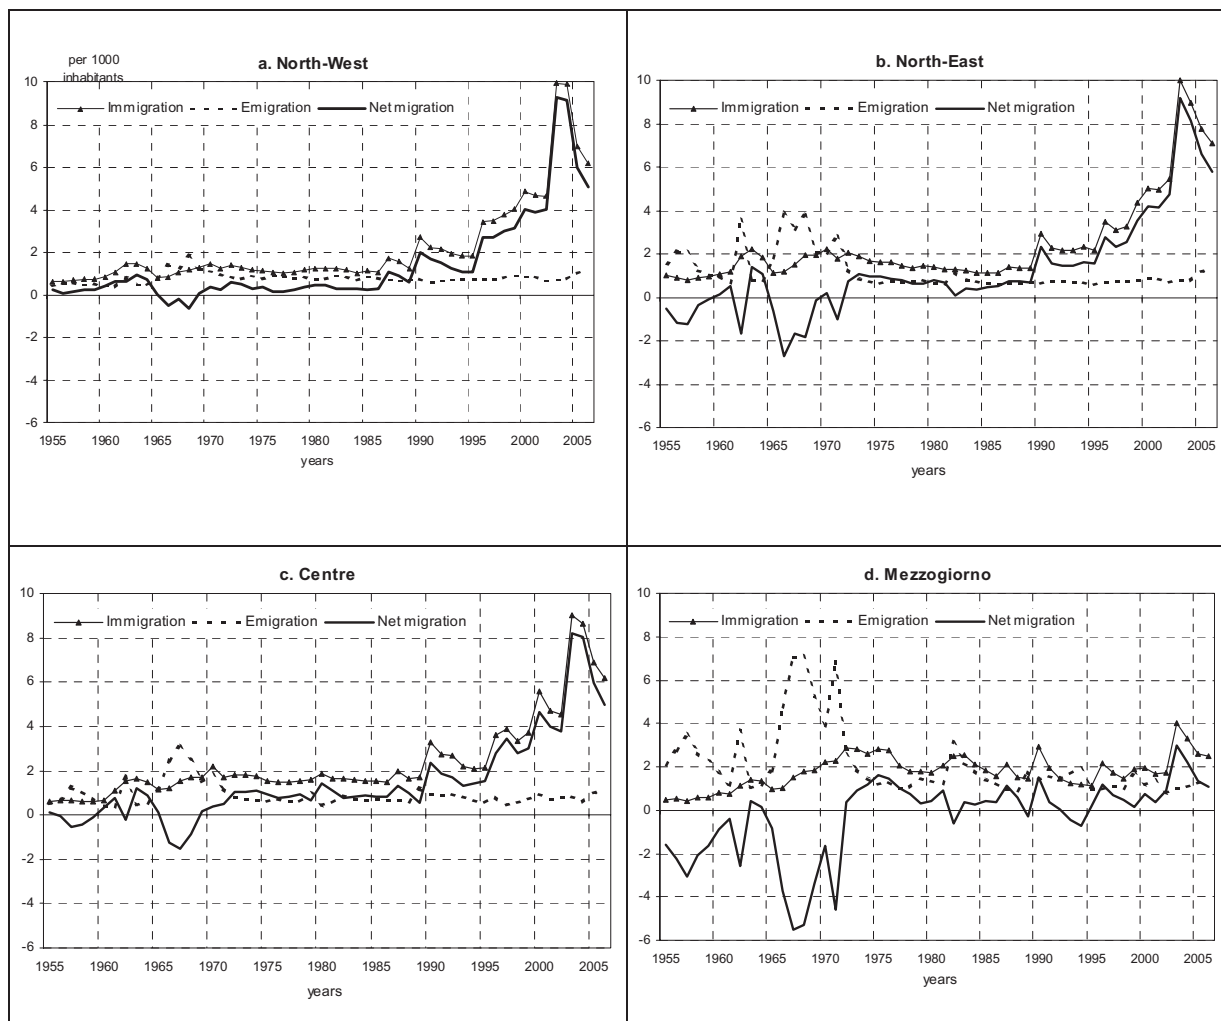 a. North-West
per 1000
inhabitants
Immigration Emigration Net migration
10
8
6
4
2
0
-2
-4
-6
1955 1960 1965 1970 1975 1980 1985 1990 1995 2000 2005
years
b. North-East
Immigration Emigration Net migration
10
8
6
4
2
0
-2
-4
-6
1955 1960 1965 1970 1975 1980 1985 1990 1995 2000 2005
years
c. Centre
Immigration Emigration Net migration
10
8
6
4
2
0
-2
-4
-6
1955 1960 1965 1970 1975 1980 1985 1990 1995 2000 2005
years
d. Mezzogiorno
Immigration Emigration Net migration
10
8
6
4
2
0
-2
-4
-6
1955 1960 1965 1970 1975 1980 1985 1990 1995 2000 2005
years